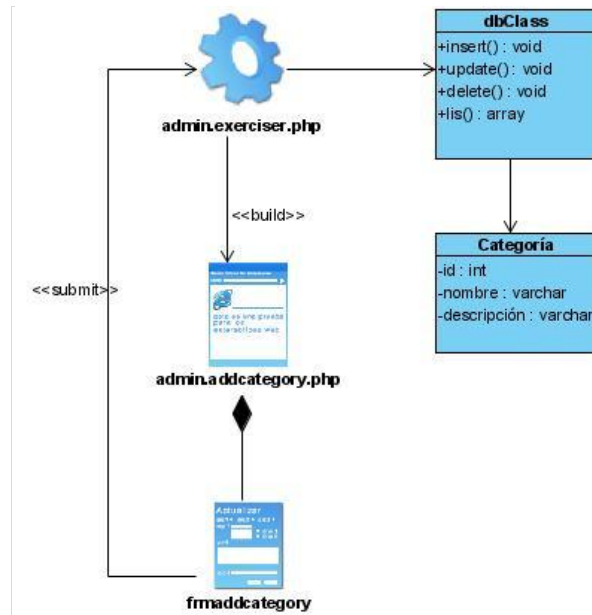 dbClass
+insert() : void
+update() : void
+delete() : void
+lis() : array
admin.exerciser.php
<<build>>
Categoría
-id : int
-nombre : varchar
-descripción : varchar
<<submit>>
admin.addcategory.php
Actualizar
frmaddcategory